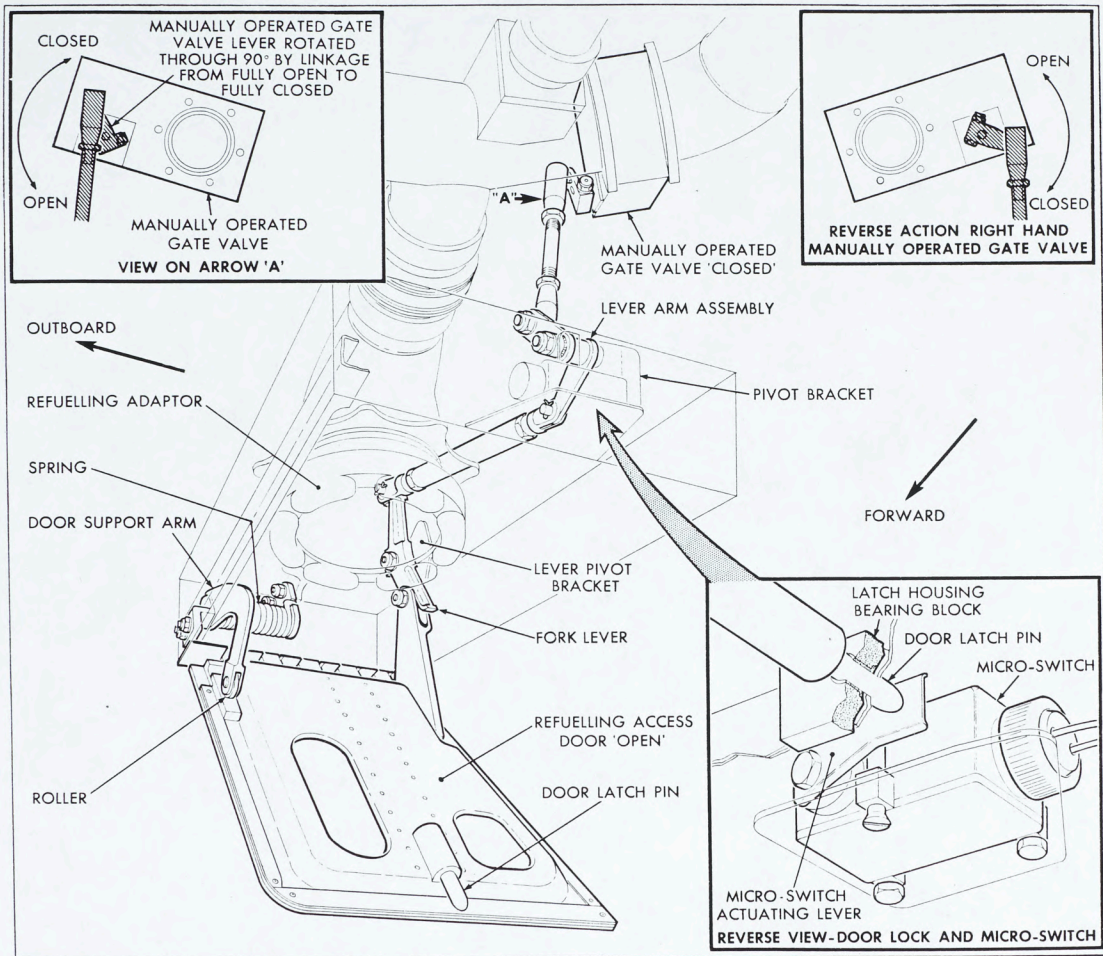 CLOSED
MANUALLY OPERATED GATE
VALVE LEVER ROTATED
THROUGH 90° BY LINKAGE
FROM FULLY OPEN TO
FULLY CLOSED
OPEN
MANUALLY OPERATED
GATE VALVE
VIEW ON ARROW 'A'
OPEN
CLOSED
REVERSE ACTION RIGHT HAND
MANUALLY OPERATED GATE VALVE
"A"
MANUALLY OPERATED
GATE VALVE 'CLOSED'
LEVER ARM ASSEMBLY
OUTBOARD
REFUELLING ADAPTOR
PIVOT BRACKET
SPRING
DOOR SUPPORT ARM
FORWARD
LEVER PIVOT
BRACKET
FORK LEVER
REFUELLING ACCESS
DOOR 'OPEN'
ROLLER
DOOR LATCH PIN
LATCH HOUSING
BEARING BLOCK
DOOR LATCH PIN
MICRO-SWITCH
MICRO-SWITCH
ACTUATING LEVER
REVERSE VIEW-DOOR LOCK AND MICRO-SWITCH